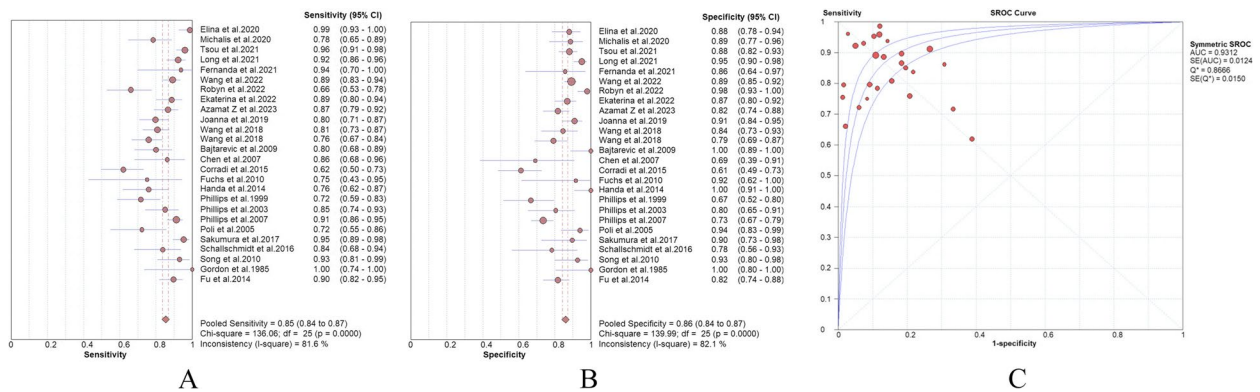 Sensitivity (95% CI)
Elina et al.2020 0.99 (0.93 - 1.00)
Michalis et al.2020 0.78 (0.65 - 0.89)
Tsou et al.2021 0.96 (0.91 - 0.98)
Long et al.2021 0.92 (0.86 - 0.96)
Fernanda et al.2021 0.94 (0.70 - 1.00)
Wang et al.2022 0.89 (0.83 - 0.94)
Robyn et al.2022 0.66 (0.53 - 0.78)
Ekaterina et al.2022 0.89 (0.80 - 0.94)
Azamat Z et al.2023 0.87 (0.79 - 0.92)
Joanna et al.2019 0.80 (0.71 - 0.87)
Wang et al.2018 0.81 (0.73 - 0.87)
Wang et al.2018 0.76 (0.67 - 0.84)
Bajtarevic et al.2009 0.80 (0.68 - 0.89)
Chen et al.2007 0.86 (0.68 - 0.96)
Corradi et al.2015 0.62 (0.50 - 0.73)
Fuchs et al.2010 0.75 (0.43 - 0.95)
Handa et al.2014 0.76 (0.62 - 0.87)
Phillips et al.1999 0.72 (0.59 - 0.83)
Phillips et al.2003 0.85 (0.74 - 0.93)
Phillips et al.2007 0.91 (0.86 - 0.95)
Poli et al.2005 0.72 (0.55 - 0.86)
Sakumura et al.2017 0.95 (0.89 - 0.98)
Schallschmidt et al.2016 0.84 (0.68 - 0.94)
Song et al.2010 0.93 (0.81 - 0.99)
Gordon et al.1985 1.00 (0.74 - 1.00)
Fu et al.2014 0.90 (0.82 - 0.95)
Pooled Sensitivity = 0.85 (0.84 to 0.87)
Chi-square = 136.06; df = 25 (p = 0.0000)
Inconsistency (I-square) = 81.6 %
0 0.2 0.4 0.6 0.8 1
Sensitivity
A
Specificity (95% CI)
Elina et al.2020 0.88 (0.78 - 0.94)
Michalis et al.2020 0.89 (0.77 - 0.96)
Tsou et al.2021 0.88 (0.82 - 0.93)
Long et al.2021 0.95 (0.90 - 0.98)
Fernanda et al.2021 0.86 (0.64 - 0.97)
Wang et al.2022 0.89 (0.85 - 0.92)
Robyn et al.2022 0.98 (0.93 - 1.00)
Ekaterina et al.2022 0.87 (0.80 - 0.92)
Azamat Z et al.2023 0.82 (0.74 - 0.88)
Joanna et al.2019 0.91 (0.84 - 0.95)
Wang et al.2018 0.84 (0.73 - 0.93)
Wang et al.2018 0.79 (0.69 - 0.87)
Bajtarevic et al.2009 1.00 (0.89 - 1.00)
Chen et al.2007 0.69 (0.39 - 0.91)
Corradi et al.2015 0.61 (0.49 - 0.73)
Fuchs et al.2010 0.92 (0.62 - 1.00)
Handa et al.2014 1.00 (0.91 - 1.00)
Phillips et al.1999 0.67 (0.52 - 0.80)
Phillips et al.2003 0.80 (0.65 - 0.91)
Phillips et al.2007 0.73 (0.67 - 0.79)
Poli et al.2005 0.94 (0.83 - 0.99)
Sakumura et al.2017 0.90 (0.73 - 0.98)
Schallschmidt et al.2016 0.78 (0.56 - 0.93)
Song et al.2010 0.93 (0.80 - 0.98)
Gordon et al.1985 1.00 (0.80 - 1.00)
Fu et al.2014 0.82 (0.74 - 0.88)
Pooled Specificity = 0.86 (0.84 to 0.87)
Chi-square = 139.99; df = 25 (p = 0.0000)
Inconsistency (I-square) = 82.1 %
0 0.2 0.4 0.6 0.8 1
Specificity
B
Sensitivity SROC Curve
1
0.9
0.8
0.7
0.6
0.5
0.4
0.3
0.2
0.1
0
0 0.2 0.4 0.6 0.8 1
1-specificity
Symmetric SROC
AUC = 0.9312
SE(AUC) = 0.0124
Q* = 0.8666
SE(Q*) = 0.0150
C